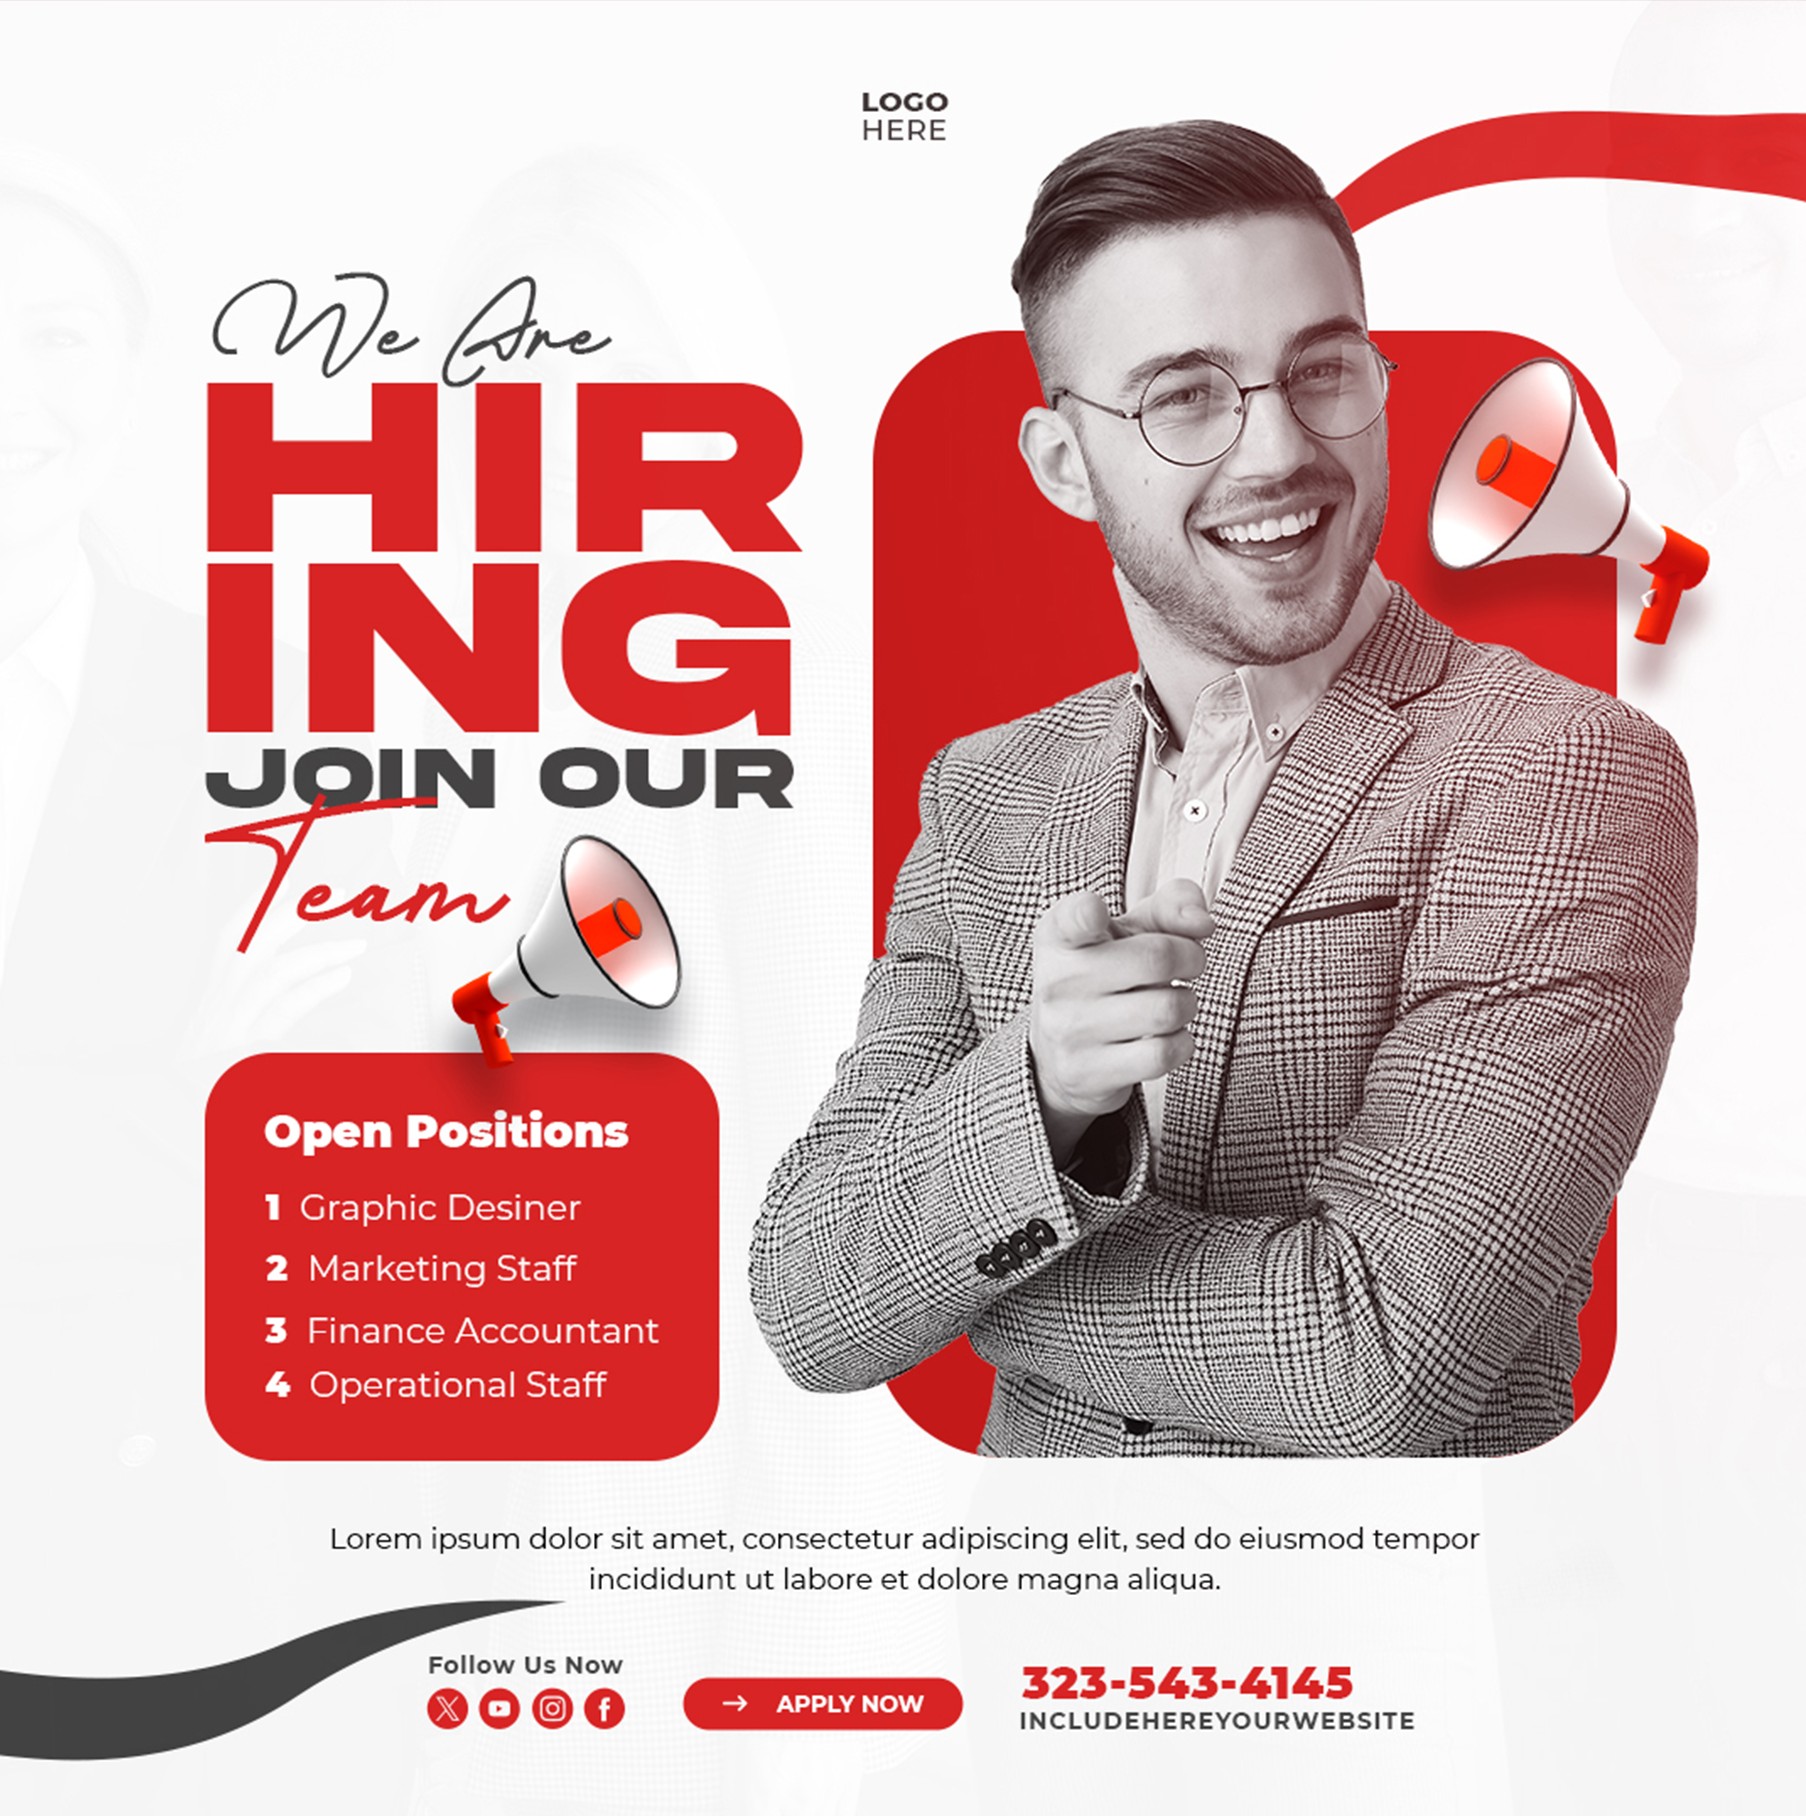 LOGO
HERE
We Are
HIR
ING
JOIN OUR
Team
Open Positions
1 Graphic Desiner
2 Marketing Staff
3 Finance Accountant
4 Operational Staff
Lorem ipsum dolor sit amet, consectetur adipiscing elit, sed do eiusmod tempor
incididunt ut labore et dolore magna aliqua.
Follow Us Now
APPLY NOW
323-543-4145
INCLUDEHEREYOURWEBSITE